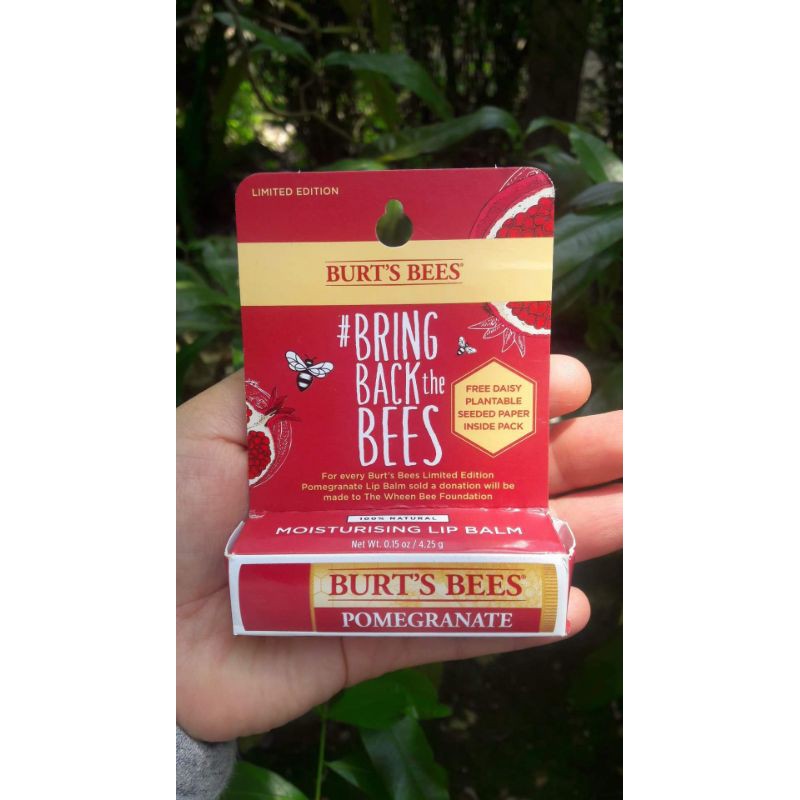 LIMITED EDITION
BURT'S BEES®
#BRING
BACK the
BEES
FREE DAISY
PLANTABLE
SEEDED PAPER
INSIDE PACK
For every Burt's Bees Limited Edition
Pomegranate Lip Balm sold a donation will be
made to The Wheen Bee Foundation
100% NATURAL
MOISTURISING LIP BALM
Net Wt. 0.15 oz / 4.25 g
BURT'S BEES®
POMEGRANATE